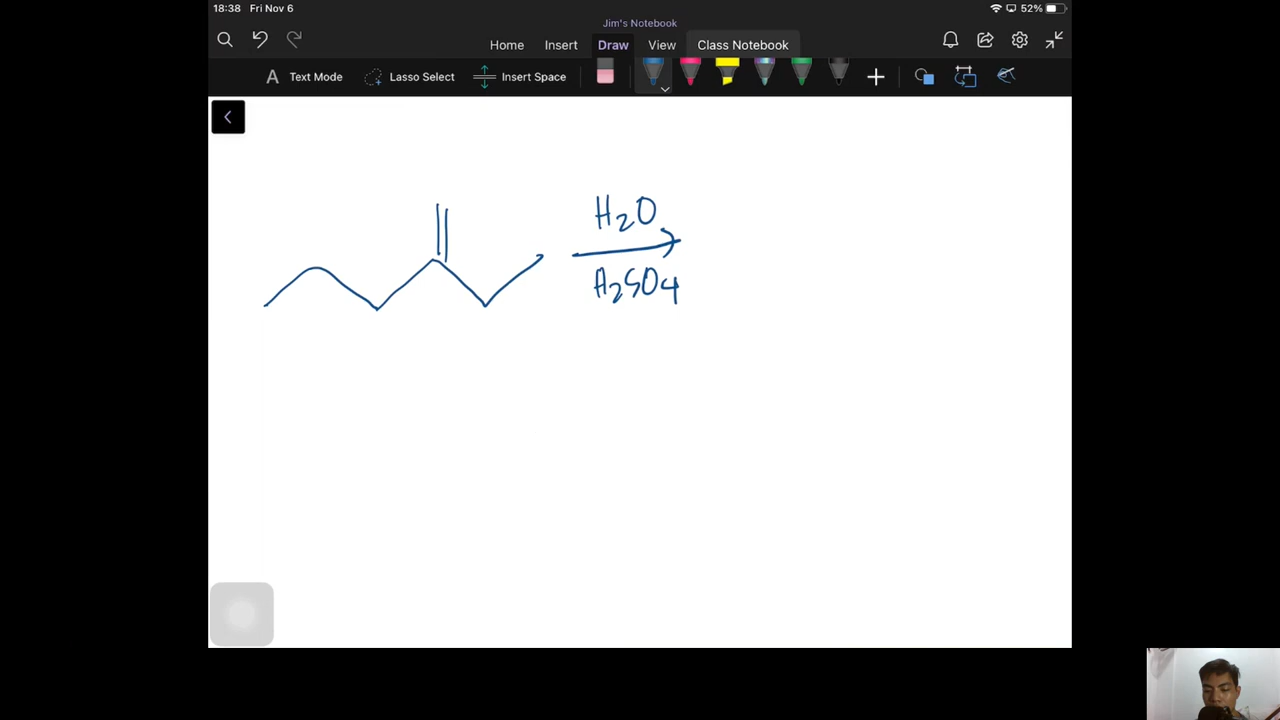 18:38 Fri Nov 6
52%
Jim's Notebook
Home Insert Draw View Class Notebook
Text Mode Lasso Select Insert Space
H2O
H2SO4